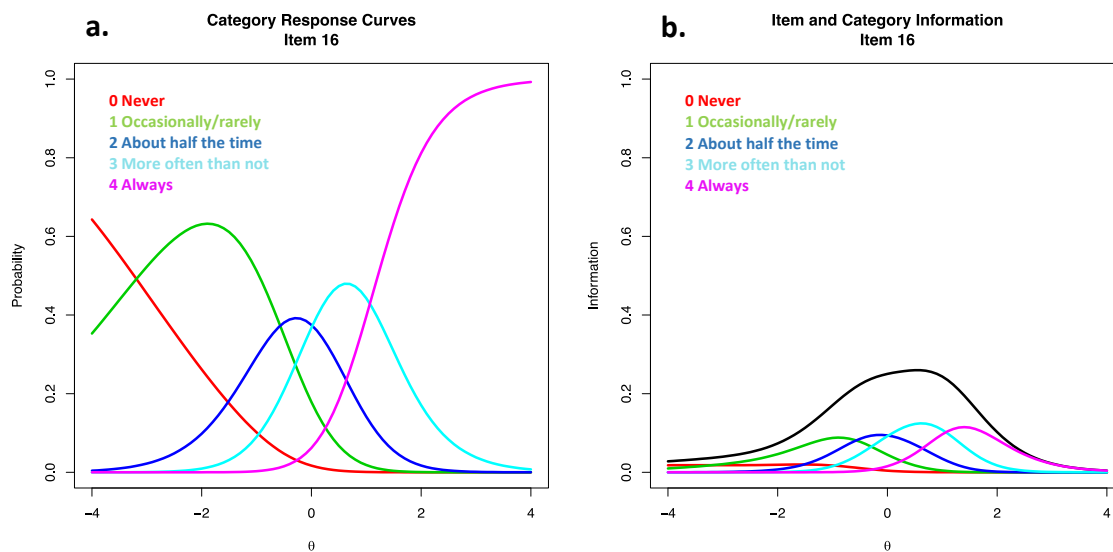 a.
Category Response Curves
Item 16
0 Never
1 Occasionally/rarely
2 About half the time
3 More often than not
4 Always
Probability
0.0
0.2
0.4
0.6
0.8
1.0
−4
−2
0
2
4
θ
b.
Item and Category Information
Item 16
0 Never
1 Occasionally/rarely
2 About half the time
3 More often than not
4 Always
Information
0.0
0.2
0.4
0.6
0.8
1.0
−4
−2
0
2
4
θ